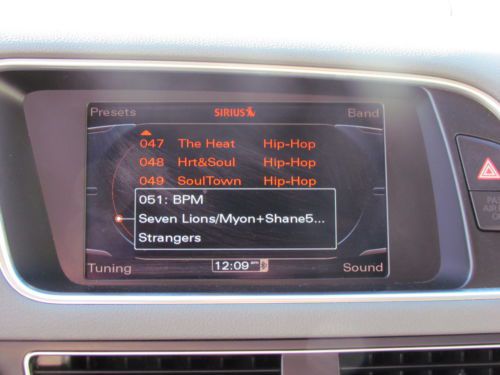 Presets SIRIUS Band
047 The Heat Hip-Hop
048 Hrt&Soul Hip-Hop
049 SoulTown Hip-Hop
051: BPM
Seven Lions/Myon+Shane5...
Strangers
Tuning 12:09 Sound